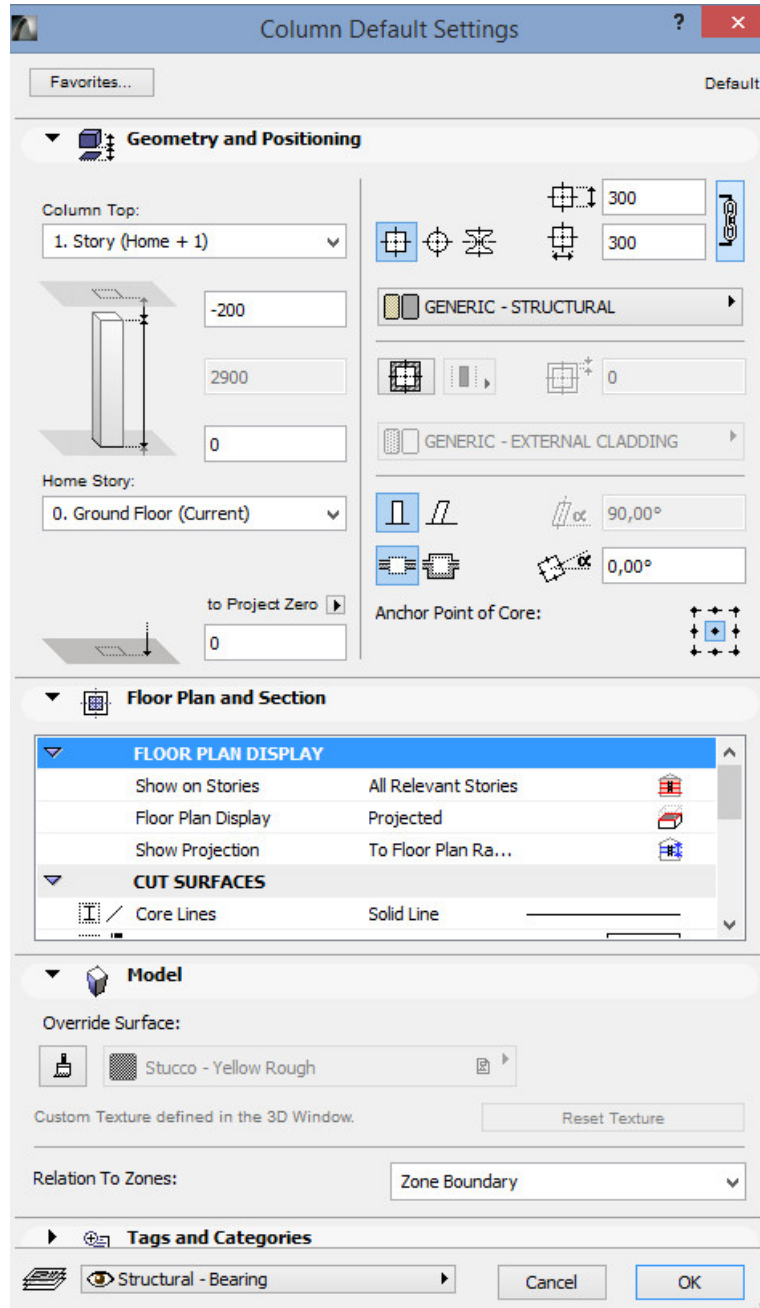 Column Default Settings ? ×
Favorites... Default
Geometry and Positioning
Column Top:
1. Story (Home + 1)
-200
2900
0
Home Story:
0. Ground Floor (Current)
to Project Zero
0
300
300
GENERIC - STRUCTURAL
0
GENERIC - EXTERNAL CLADDING
α 90,00°
α 0,00°
Anchor Point of Core:
Floor Plan and Section
FLOOR PLAN DISPLAY
Show on Stories All Relevant Stories
Floor Plan Display Projected
Show Projection To Floor Plan Ra...
CUT SURFACES
Core Lines Solid Line
Model
Override Surface:
Stucco - Yellow Rough
Custom Texture defined in the 3D Window. Reset Texture
Relation To Zones: Zone Boundary
Tags and Categories
Structural - Bearing Cancel OK